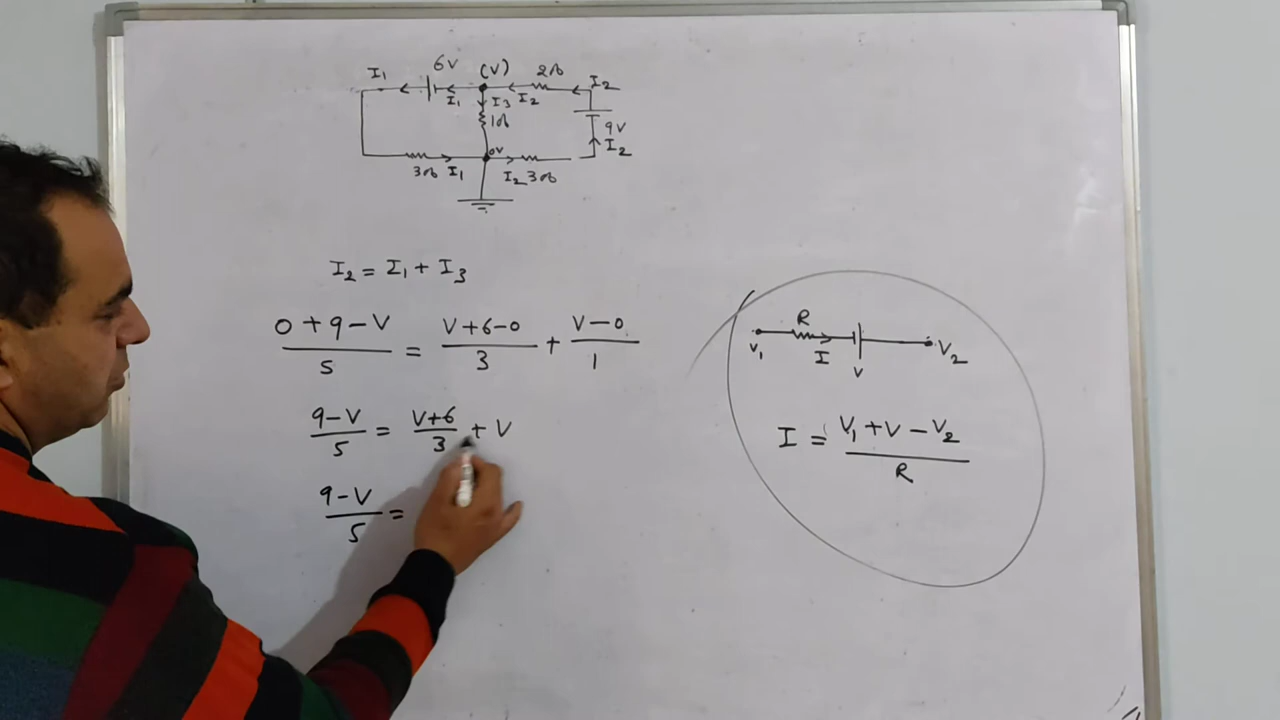 6V (V) 2Ω I₂
I₁ I₁ I₃ I₂
1Ω
9V
0V I₂
3Ω I₁ I₂ 3Ω
I₂ = I₁ + I₃
(0 + 9 - V)/5 = (V + 6 - 0)/3 + (V - 0)/1
(9 - V)/5 = (V + 6)/3 + V
(9 - V)/5 =
R
V₁ I V V₂
I = (V₁ + V - V₂)/R